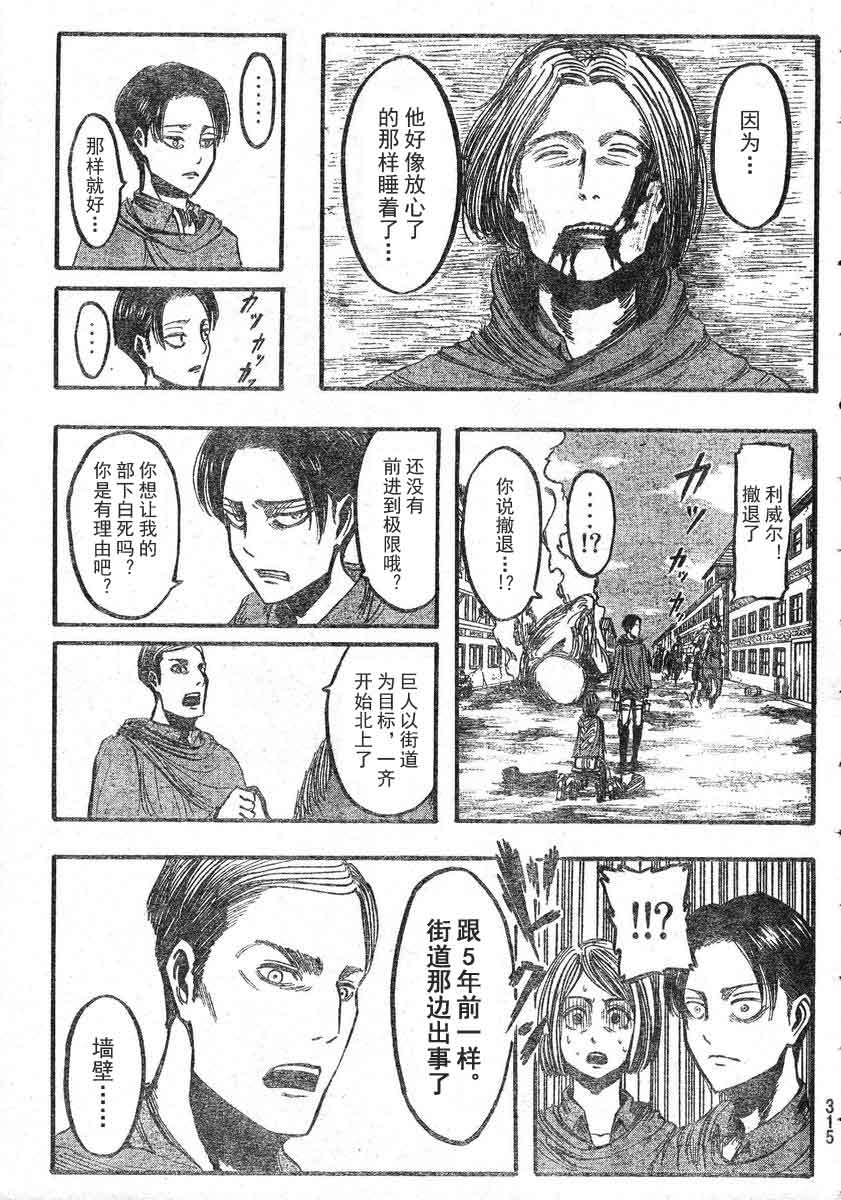 因为…
他好像放心了
的那样睡着了…
……
那样就好…
カッカッカッ
…
利威尔！
撤退了
カッカッカッ
…!?
你说撤退…!?
还没有
前进到极限哦?
你想让我的
部下白死吗?
你是有理由吧?
巨人以街道
为目标，一齐
开始北上了
!!?
跟5年前一样。
街道那边出事了
墙壁……
315